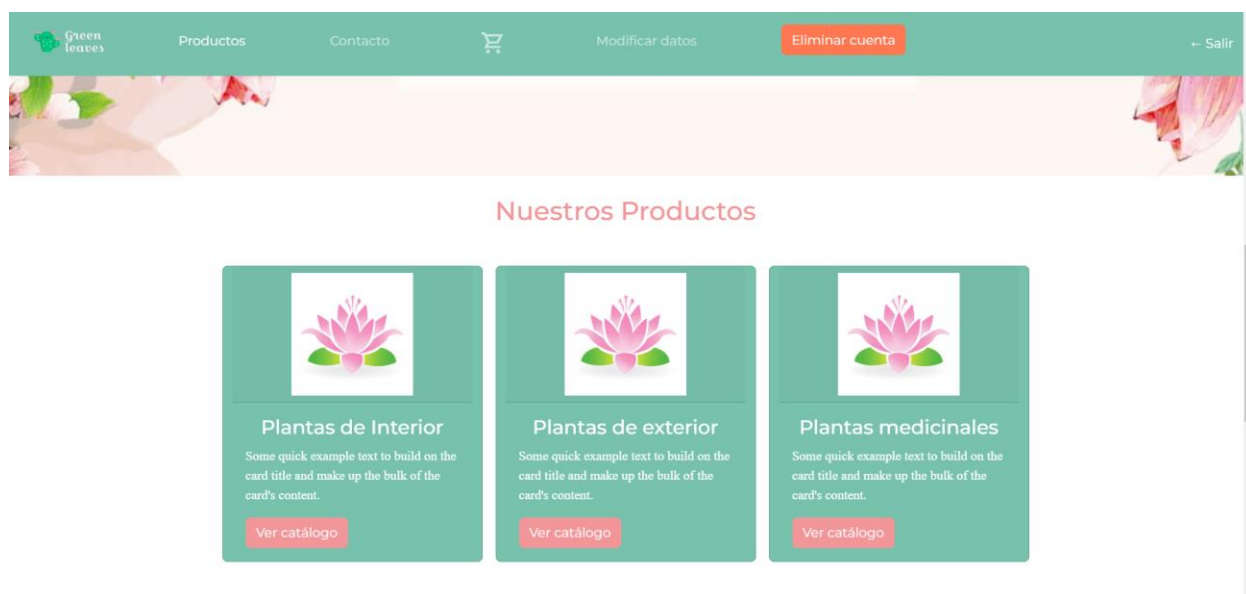 Green
leaves
Productos
Contacto
Modificar datos
Eliminar cuenta
← Salir
Nuestros Productos
Plantas de Interior
Some quick example text to build on the
card title and make up the bulk of the
card's content.
Ver catálogo
Plantas de exterior
Some quick example text to build on the
card title and make up the bulk of the
card's content.
Ver catálogo
Plantas medicinales
Some quick example text to build on the
card title and make up the bulk of the
card's content.
Ver catálogo